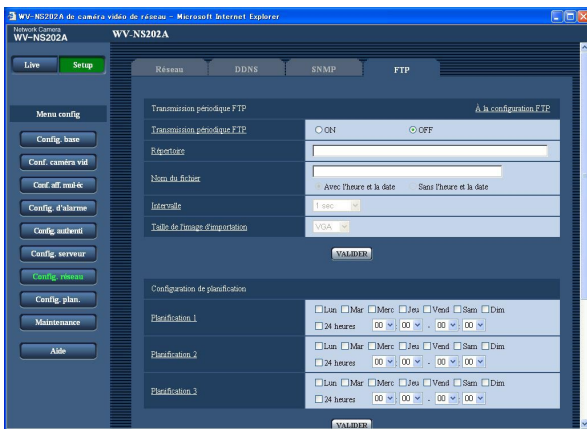 WV-NS202A de caméra vidéo de réseau - Microsoft Internet Explorer
Network Camera
WV-NS202A
WV-NS202A
Live Setup
Réseau DDNS SNMP FTP
Menu config
Config. base
Conf. caméra vid
Conf. aff. mul-éc
Config. d'alarme
Config. authenti
Config. serveur
Config. réseau
Config. plan.
Maintenance
Aide
Transmission périodique FTP À la configuration FTP
Transmission périodique FTP ON OFF
Répertoire
Nom du fichier
Avec l'heure et la date Sans l'heure et la date
Intervalle 1 sec
Taille de l'image d'importation VGA
VALIDER
Configuration de planification
Planification 1
Lun Mar Merc Jeu Vend Sam Dim
24 heures 00 : 00 - 00 : 00
Planification 2
Lun Mar Merc Jeu Vend Sam Dim
24 heures 00 : 00 - 00 : 00
Planification 3
Lun Mar Merc Jeu Vend Sam Dim
24 heures 00 : 00 - 00 : 00
VALIDER